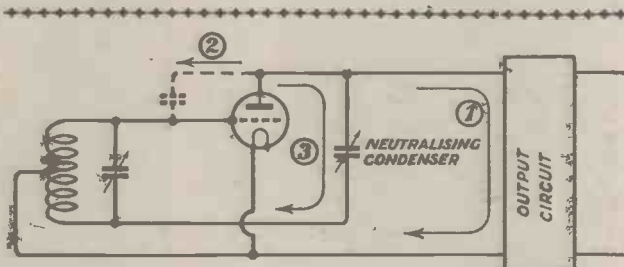 ②
①
③
NEUTRALISING
CONDENSER
OUTPUT
CIRCUIT